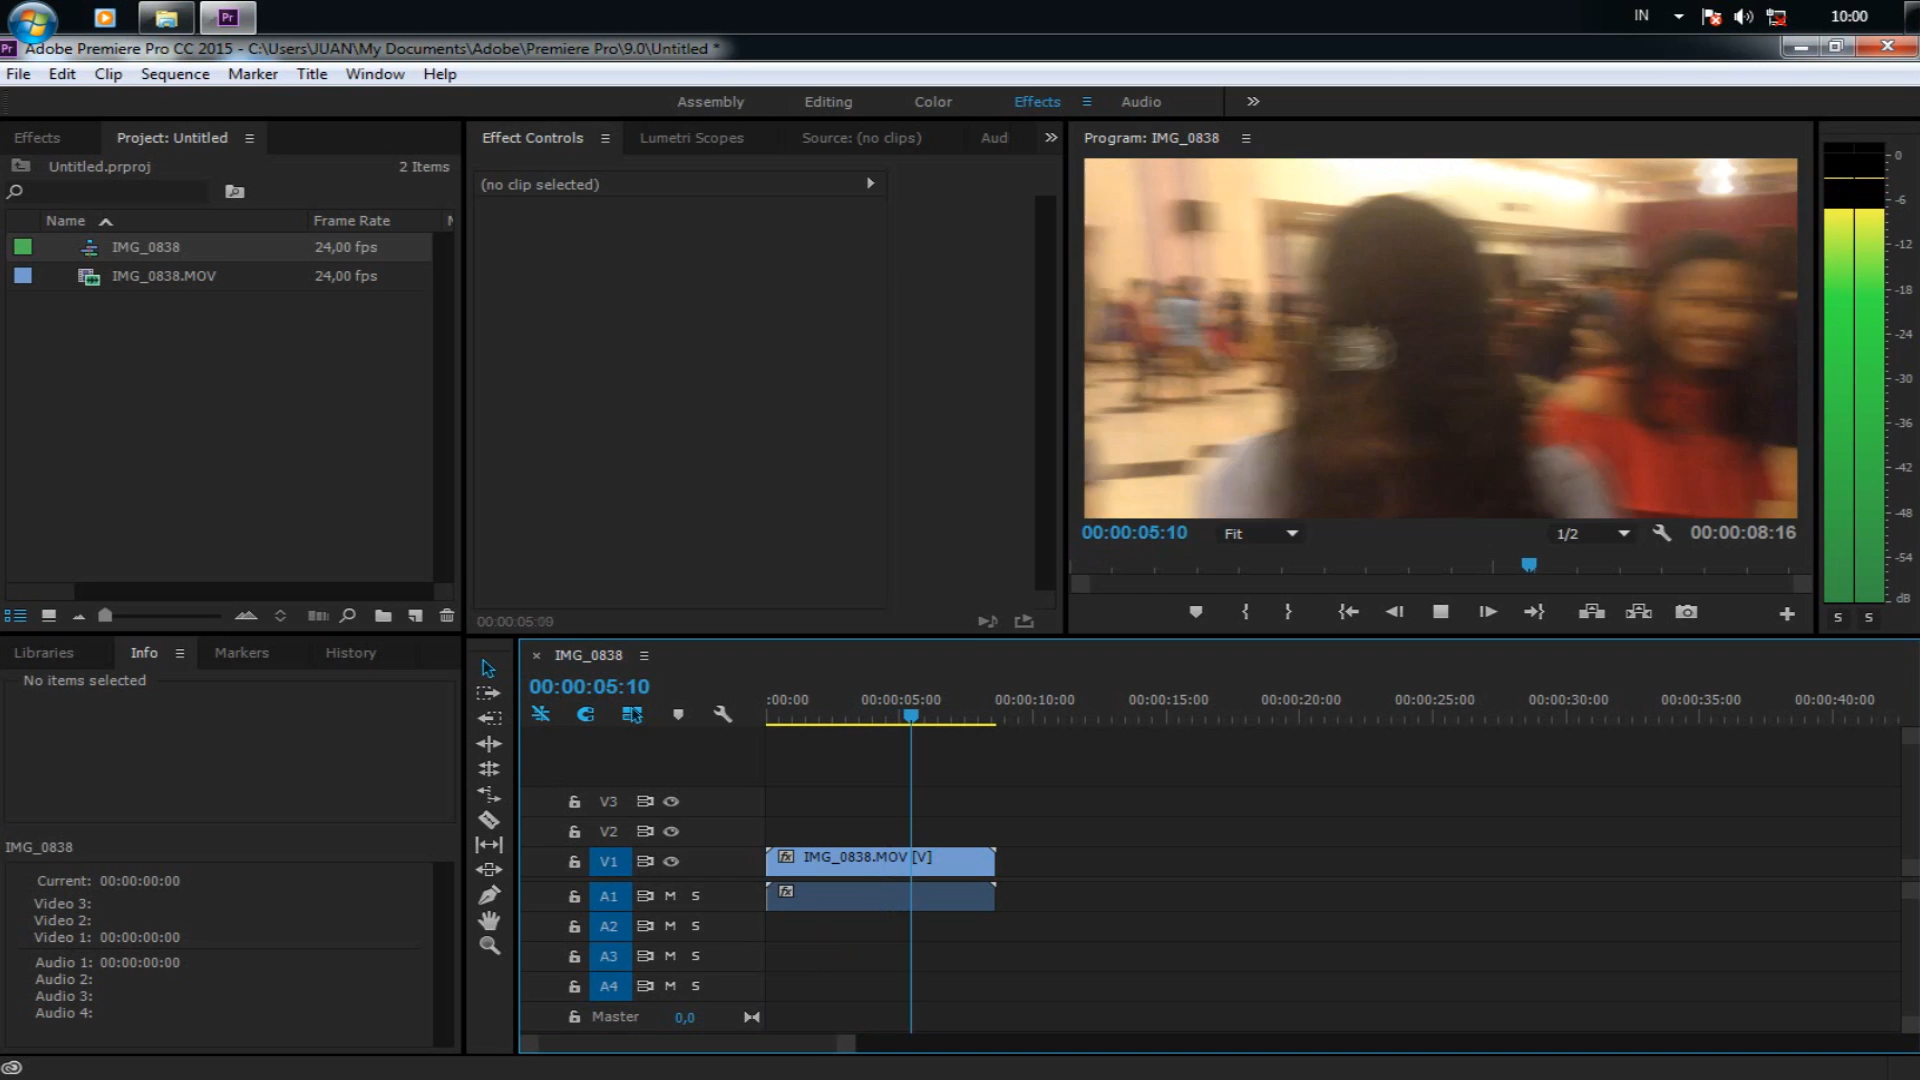 Pr
IN
10:00
Pr Adobe Premiere Pro CC 2015 - C:\Users\JUAN\My Documents\Adobe\Premiere Pro\9.0\Untitled *
File Edit Clip Sequence Marker Title Window Help
Assembly Editing Color Effects Audio
Effects Project: Untitled
Untitled.prproj 2 Items
Name Frame Rate
IMG_0838 24,00 fps
IMG_0838.MOV 24,00 fps
Effect Controls Lumetri Scopes Source: (no clips) Aud
(no clip selected)
00:00:05:09
Program: IMG_0838
00:00:05:10 Fit 1/2 00:00:08:16
0
-6
-12
-18
-24
-30
-36
-42
-48
-54
dB
S S
Libraries Info Markers History
No items selected
IMG_0838
Current: 00:00:00:00
Video 3:
Video 2:
Video 1: 00:00:00:00
Audio 1: 00:00:00:00
Audio 2:
Audio 3:
Audio 4:
IMG_0838
00:00:05:10
:00:00 00:00:05:00 00:00:10:00 00:00:15:00 00:00:20:00 00:00:25:00 00:00:30:00 00:00:35:00 00:00:40:00
V3
V2
V1 fx IMG_0838.MOV [V]
A1 M S fx
A2 M S
A3 M S
A4 M S
Master 0,0